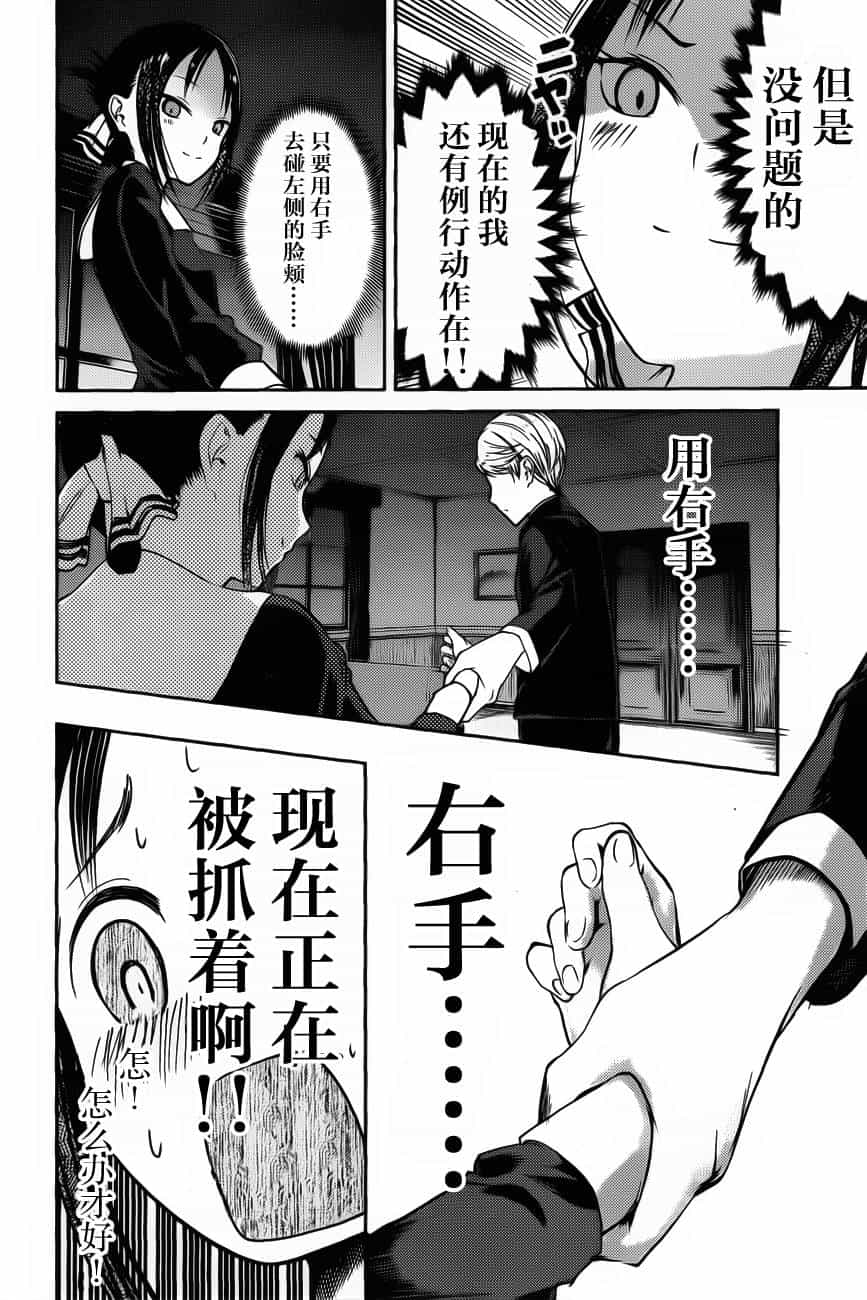 但是
没问题的
ニヤッ
现在的我
还有例行动作在!!
只要用右手
去碰左侧的脸颊
……
用右手……
右手……
现在正在
被抓着啊!!
怎!
怎么办才好!